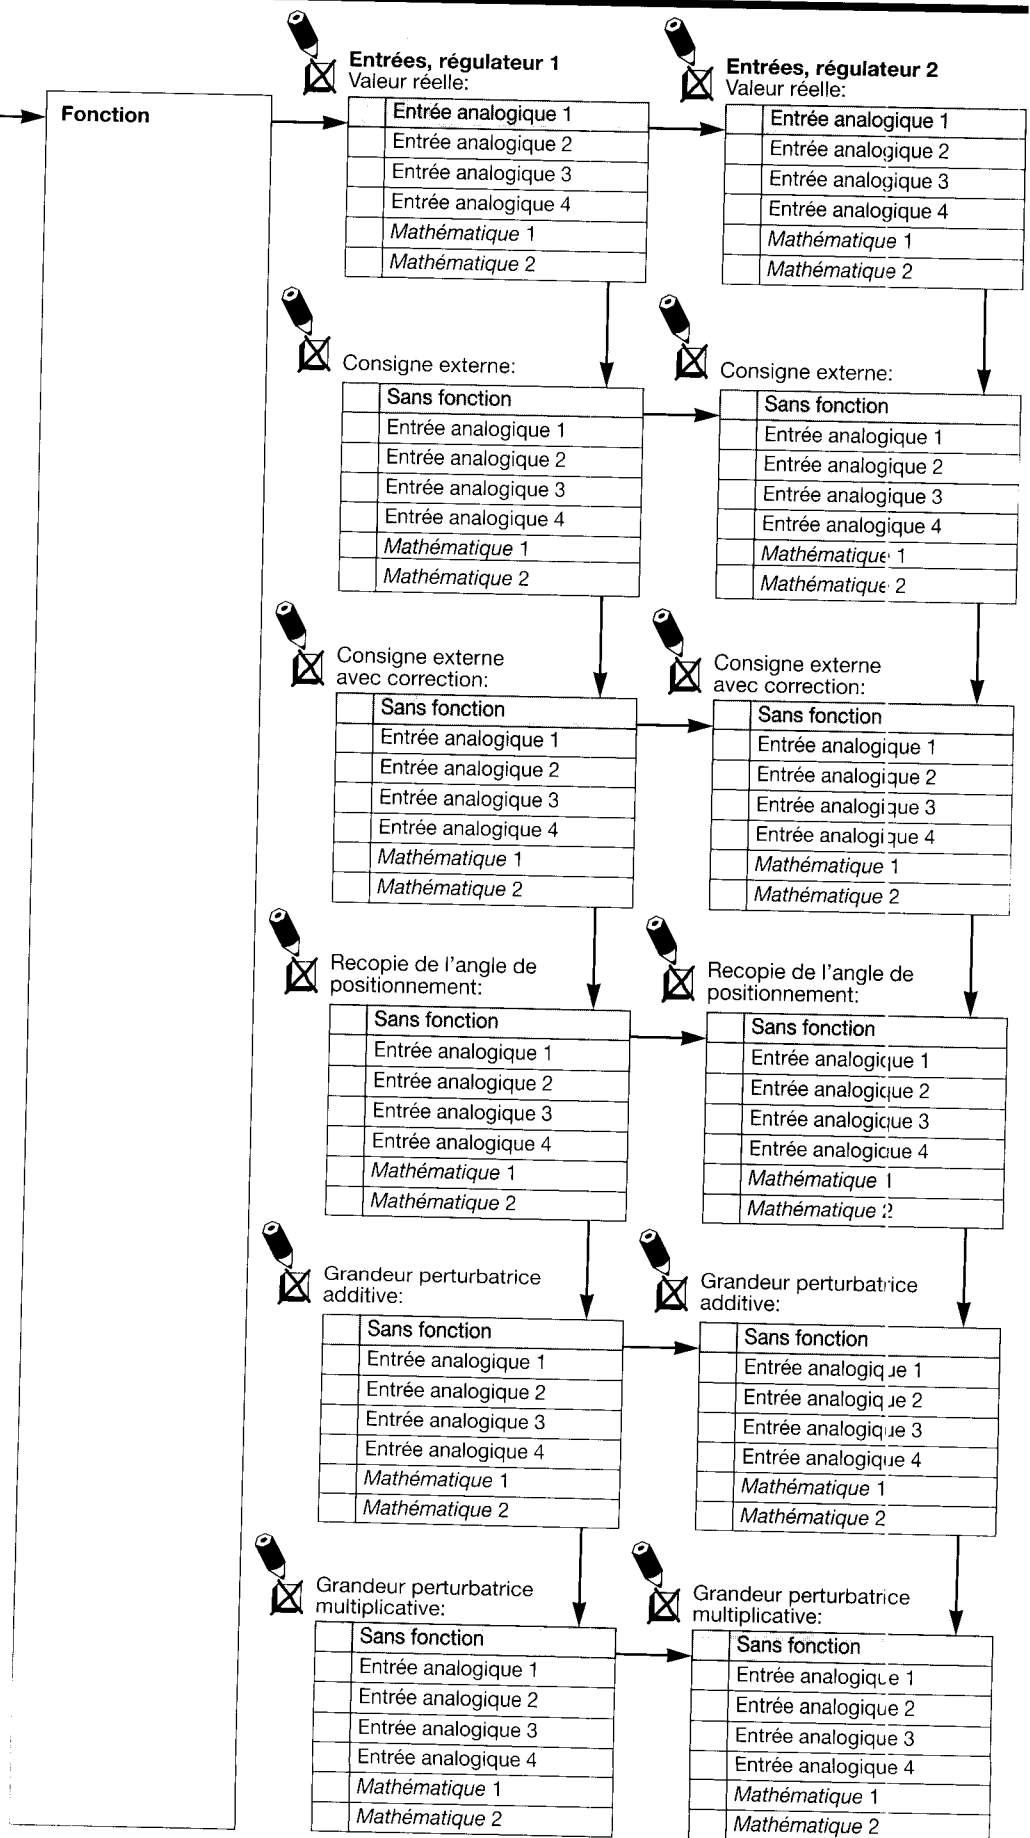 Fonction
Entrées, régulateur 1
Valeur réelle:
Entrée analogique 1
Entrée analogique 2
Entrée analogique 3
Entrée analogique 4
Mathématique 1
Mathématique 2
Consigne externe:
Sans fonction
Entrée analogique 1
Entrée analogique 2
Entrée analogique 3
Entrée analogique 4
Mathématique 1
Mathématique 2
Consigne externe
avec correction:
Sans fonction
Entrée analogique 1
Entrée analogique 2
Entrée analogique 3
Entrée analogique 4
Mathématique 1
Mathématique 2
Recopie de l'angle de
positionnement:
Sans fonction
Entrée analogique 1
Entrée analogique 2
Entrée analogique 3
Entrée analogique 4
Mathématique 1
Mathématique 2
Grandeur perturbatrice
additive:
Sans fonction
Entrée analogique 1
Entrée analogique 2
Entrée analogique 3
Entrée analogique 4
Mathématique 1
Mathématique 2
Grandeur perturbatrice
multiplicative:
Sans fonction
Entrée analogique 1
Entrée analogique 2
Entrée analogique 3
Entrée analogique 4
Mathématique 1
Mathématique 2
Entrées, régulateur 2
Valeur réelle:
Entrée analogique 1
Entrée analogique 2
Entrée analogique 3
Entrée analogique 4
Mathématique 1
Mathématique 2
Consigne externe:
Sans fonction
Entrée analogique 1
Entrée analogique 2
Entrée analogique 3
Entrée analogique 4
Mathématique 1
Mathématique 2
Consigne externe
avec correction:
Sans fonction
Entrée analogique 1
Entrée analogique 2
Entrée analogique 3
Entrée analogique 4
Mathématique 1
Mathématique 2
Recopie de l'angle de
positionnement:
Sans fonction
Entrée analogique 1
Entrée analogique 2
Entrée analogique 3
Entrée analogique 4
Mathématique 1
Mathématique 2
Grandeur perturbatrice
additive:
Sans fonction
Entrée analogique 1
Entrée analogique 2
Entrée analogique 3
Entrée analogique 4
Mathématique 1
Mathématique 2
Grandeur perturbatrice
multiplicative:
Sans fonction
Entrée analogique 1
Entrée analogique 2
Entrée analogique 3
Entrée analogique 4
Mathématique 1
Mathématique 2